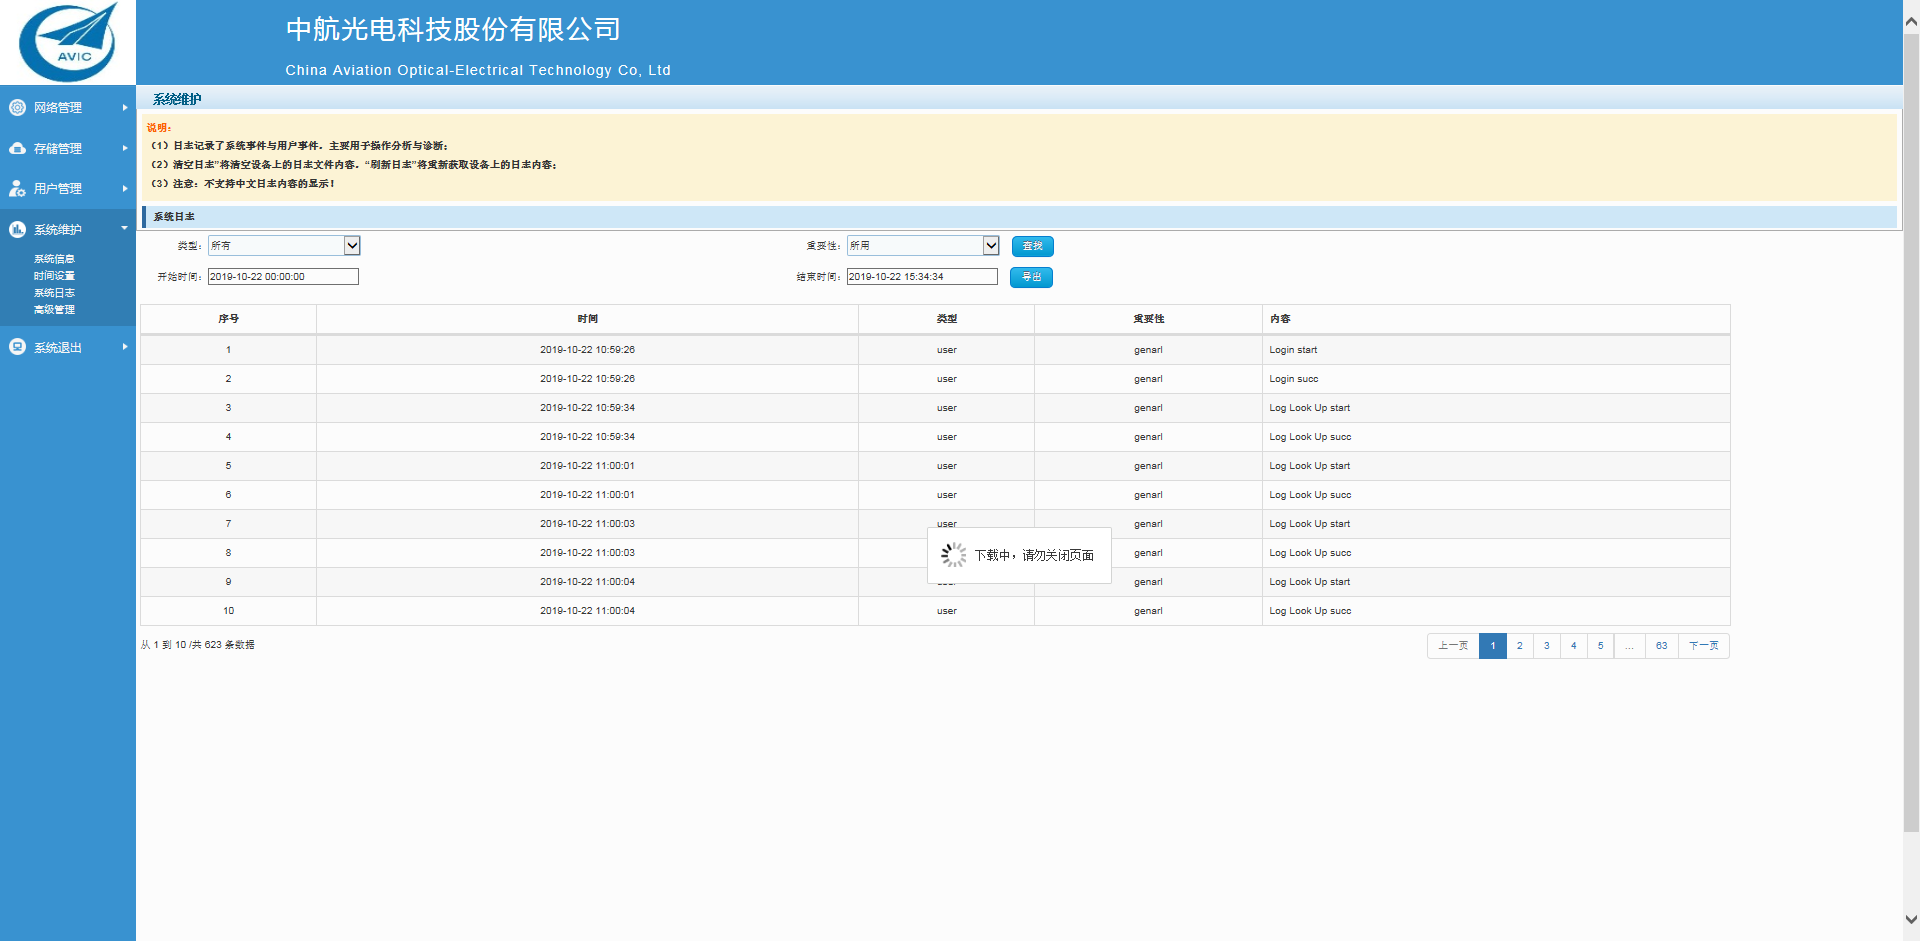 AVIC
中航光电科技股份有限公司
China Aviation Optical-Electrical Technology Co, Ltd
网络管理
存储管理
用户管理
系统维护
系统信息
时间设置
系统日志
高级管理
系统退出
系统维护
说明：
（1）日志记录了系统事件与用户事件，主要用于操作分析与诊断；
（2）清空日志”将清空设备上的日志文件内容，“刷新日志”将重新获取设备上的日志内容；
（3）注意：不支持中文日志内容的显示！
系统日志
类型： 所有 重要性： 所用 查找
开始时间： 2019-10-22 00:00:00 结束时间： 2019-10-22 15:34:34 导出
序号 时间 类型 重要性 内容
1 2019-10-22 10:59:26 user genarl Login start
2 2019-10-22 10:59:26 user genarl Login succ
3 2019-10-22 10:59:34 user genarl Log Look Up start
4 2019-10-22 10:59:34 user genarl Log Look Up succ
5 2019-10-22 11:00:01 user genarl Log Look Up start
6 2019-10-22 11:00:01 user genarl Log Look Up succ
7 2019-10-22 11:00:03 user genarl Log Look Up start
8 2019-10-22 11:00:03 genarl Log Look Up succ
下载中，请勿关闭页面
9 2019-10-22 11:00:04 user genarl Log Look Up start
10 2019-10-22 11:00:04 user genarl Log Look Up succ
从 1 到 10 /共 623 条数据 上一页 1 2 3 4 5 ... 63 下一页